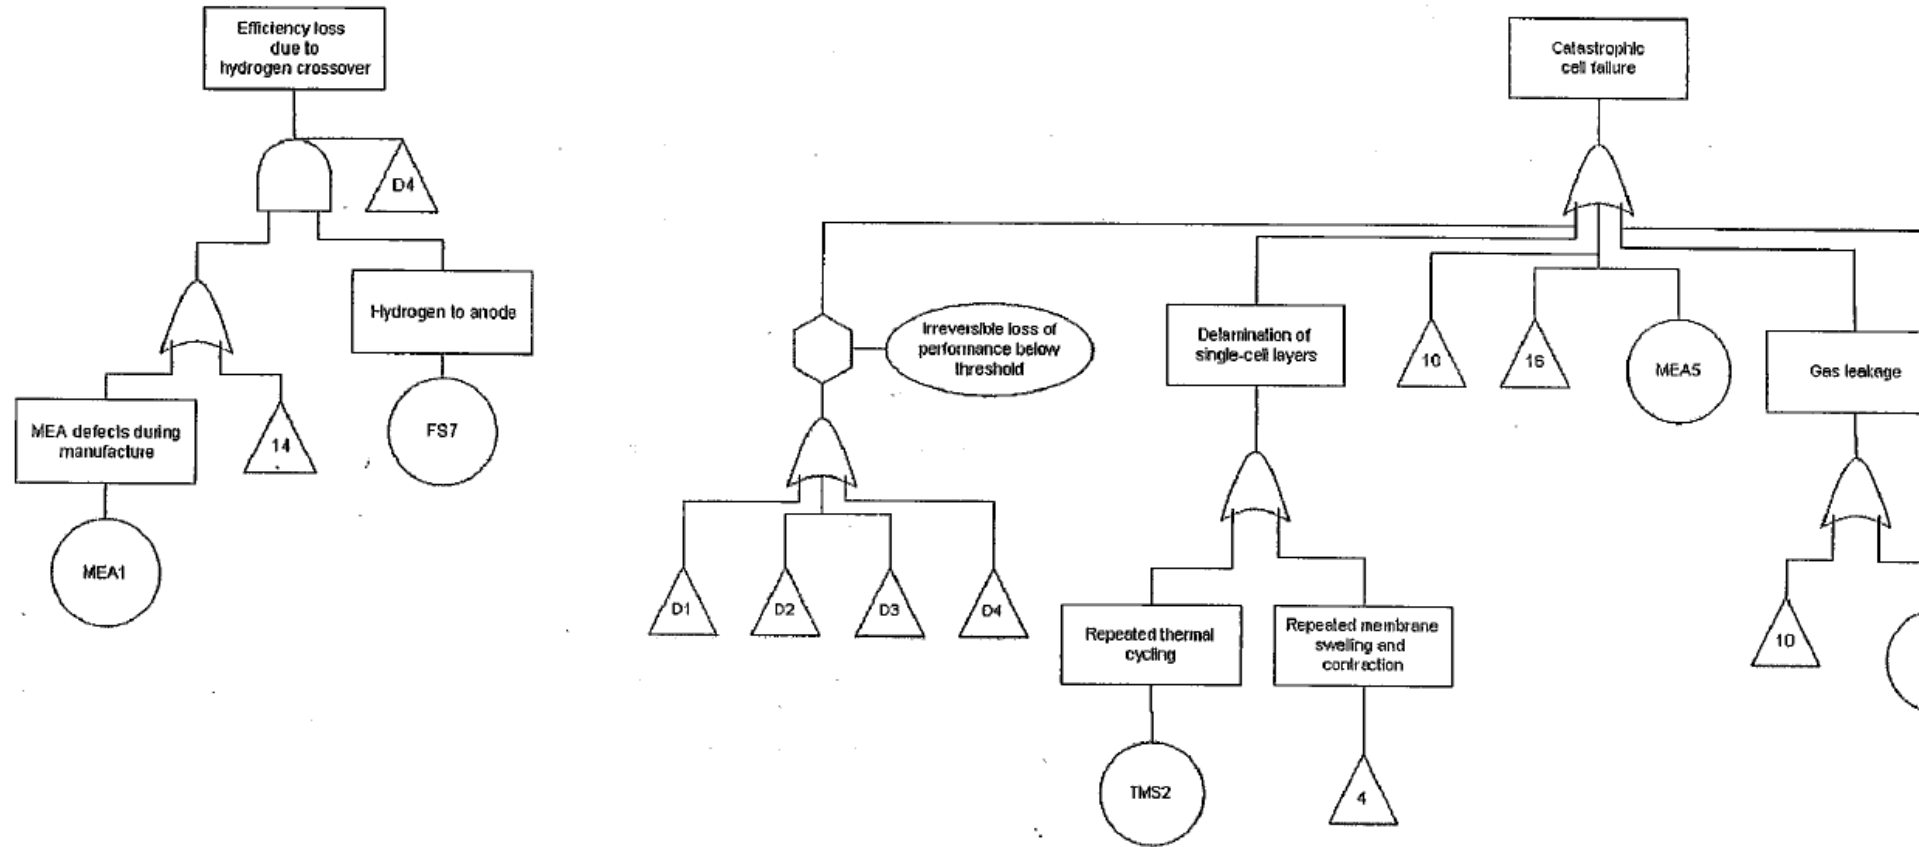 Efficiency loss
due to
hydrogen crossover
D4
Hydrogen to anode
MEA defects during
manufacture
14
FS7
MEA1
Catastrophic
cell failure
Irreversible loss of
performance below
threshold
Delamination of
single-cell layers
10
16
MEA5
Gas leakage
D1
D2
D3
D4
Repeated thermal
cycling
Repeated membrane
swelling and
contraction
10
TMS2
4